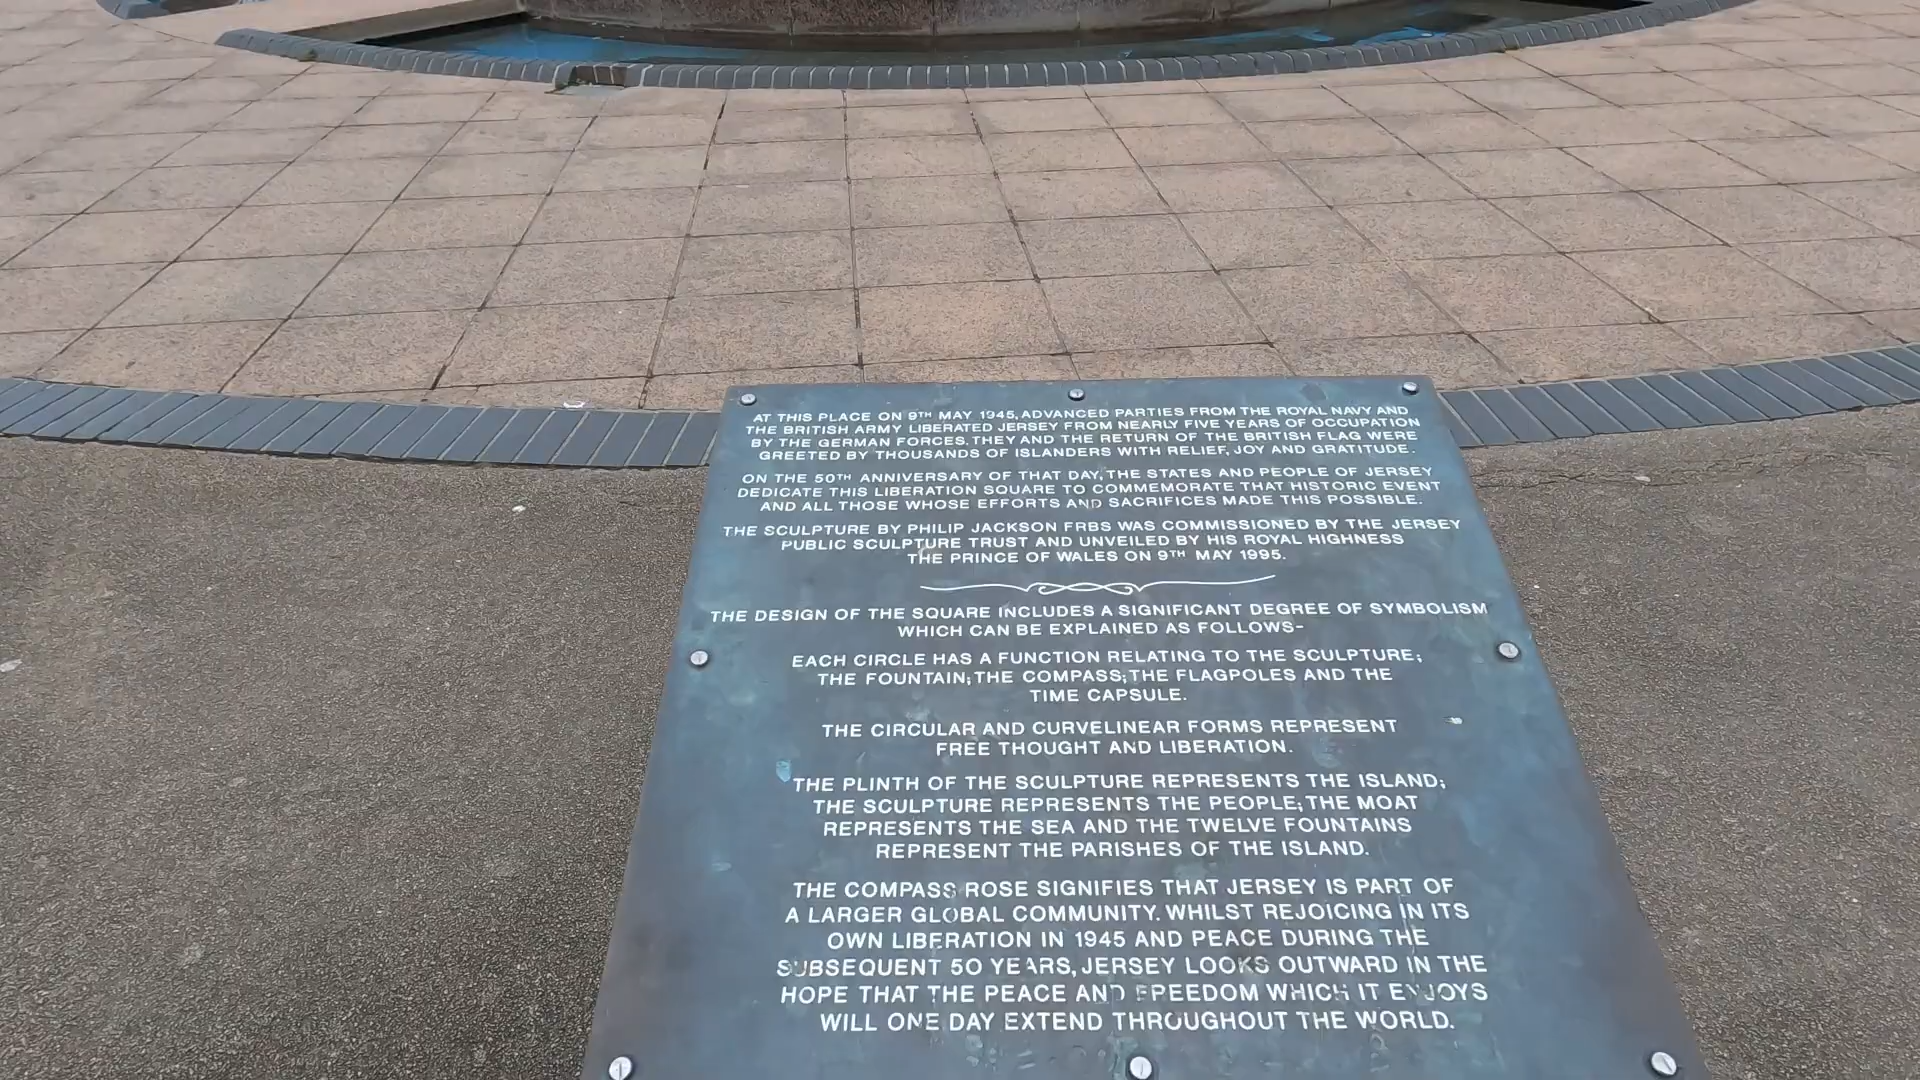 AT THIS PLACE ON 9TH MAY 1945, ADVANCED PARTIES FROM THE ROYAL NAVY AND
THE BRITISH ARMY LIBERATED JERSEY FROM NEARLY FIVE YEARS OF OCCUPATION
BY THE GERMAN FORCES. THEY AND THE RETURN OF THE BRITISH FLAG WERE
GREETED BY THOUSANDS OF ISLANDERS WITH RELIEF, JOY AND GRATITUDE.
ON THE 50TH ANNIVERSARY OF THAT DAY, THE STATES AND PEOPLE OF JERSEY
DEDICATE THIS LIBERATION SQUARE TO COMMEMORATE THAT HISTORIC EVENT
AND ALL THOSE WHOSE EFFORTS AND SACRIFICES MADE THIS POSSIBLE.
THE SCULPTURE BY PHILIP JACKSON FRBS WAS COMMISSIONED BY THE JERSEY
PUBLIC SCULPTURE TRUST AND UNVEILED BY HIS ROYAL HIGHNESS
THE PRINCE OF WALES ON 9TH MAY 1995.
THE DESIGN OF THE SQUARE INCLUDES A SIGNIFICANT DEGREE OF SYMBOLISM
WHICH CAN BE EXPLAINED AS FOLLOWS-
EACH CIRCLE HAS A FUNCTION RELATING TO THE SCULPTURE;
THE FOUNTAIN; THE COMPASS; THE FLAGPOLES AND THE
TIME CAPSULE.
THE CIRCULAR AND CURVELINEAR FORMS REPRESENT
FREE THOUGHT AND LIBERATION.
THE PLINTH OF THE SCULPTURE REPRESENTS THE ISLAND;
THE SCULPTURE REPRESENTS THE PEOPLE; THE MOAT
REPRESENTS THE SEA AND THE TWELVE FOUNTAINS
REPRESENT THE PARISHES OF THE ISLAND.
THE COMPASS ROSE SIGNIFIES THAT JERSEY IS PART OF
A LARGER GLOBAL COMMUNITY. WHILST REJOICING IN ITS
OWN LIBERATION IN 1945 AND PEACE DURING THE
SUBSEQUENT 50 YEARS, JERSEY LOOKS OUTWARD IN THE
HOPE THAT THE PEACE AND FREEDOM WHICH IT ENJOYS
WILL ONE DAY EXTEND THROUGHOUT THE WORLD.